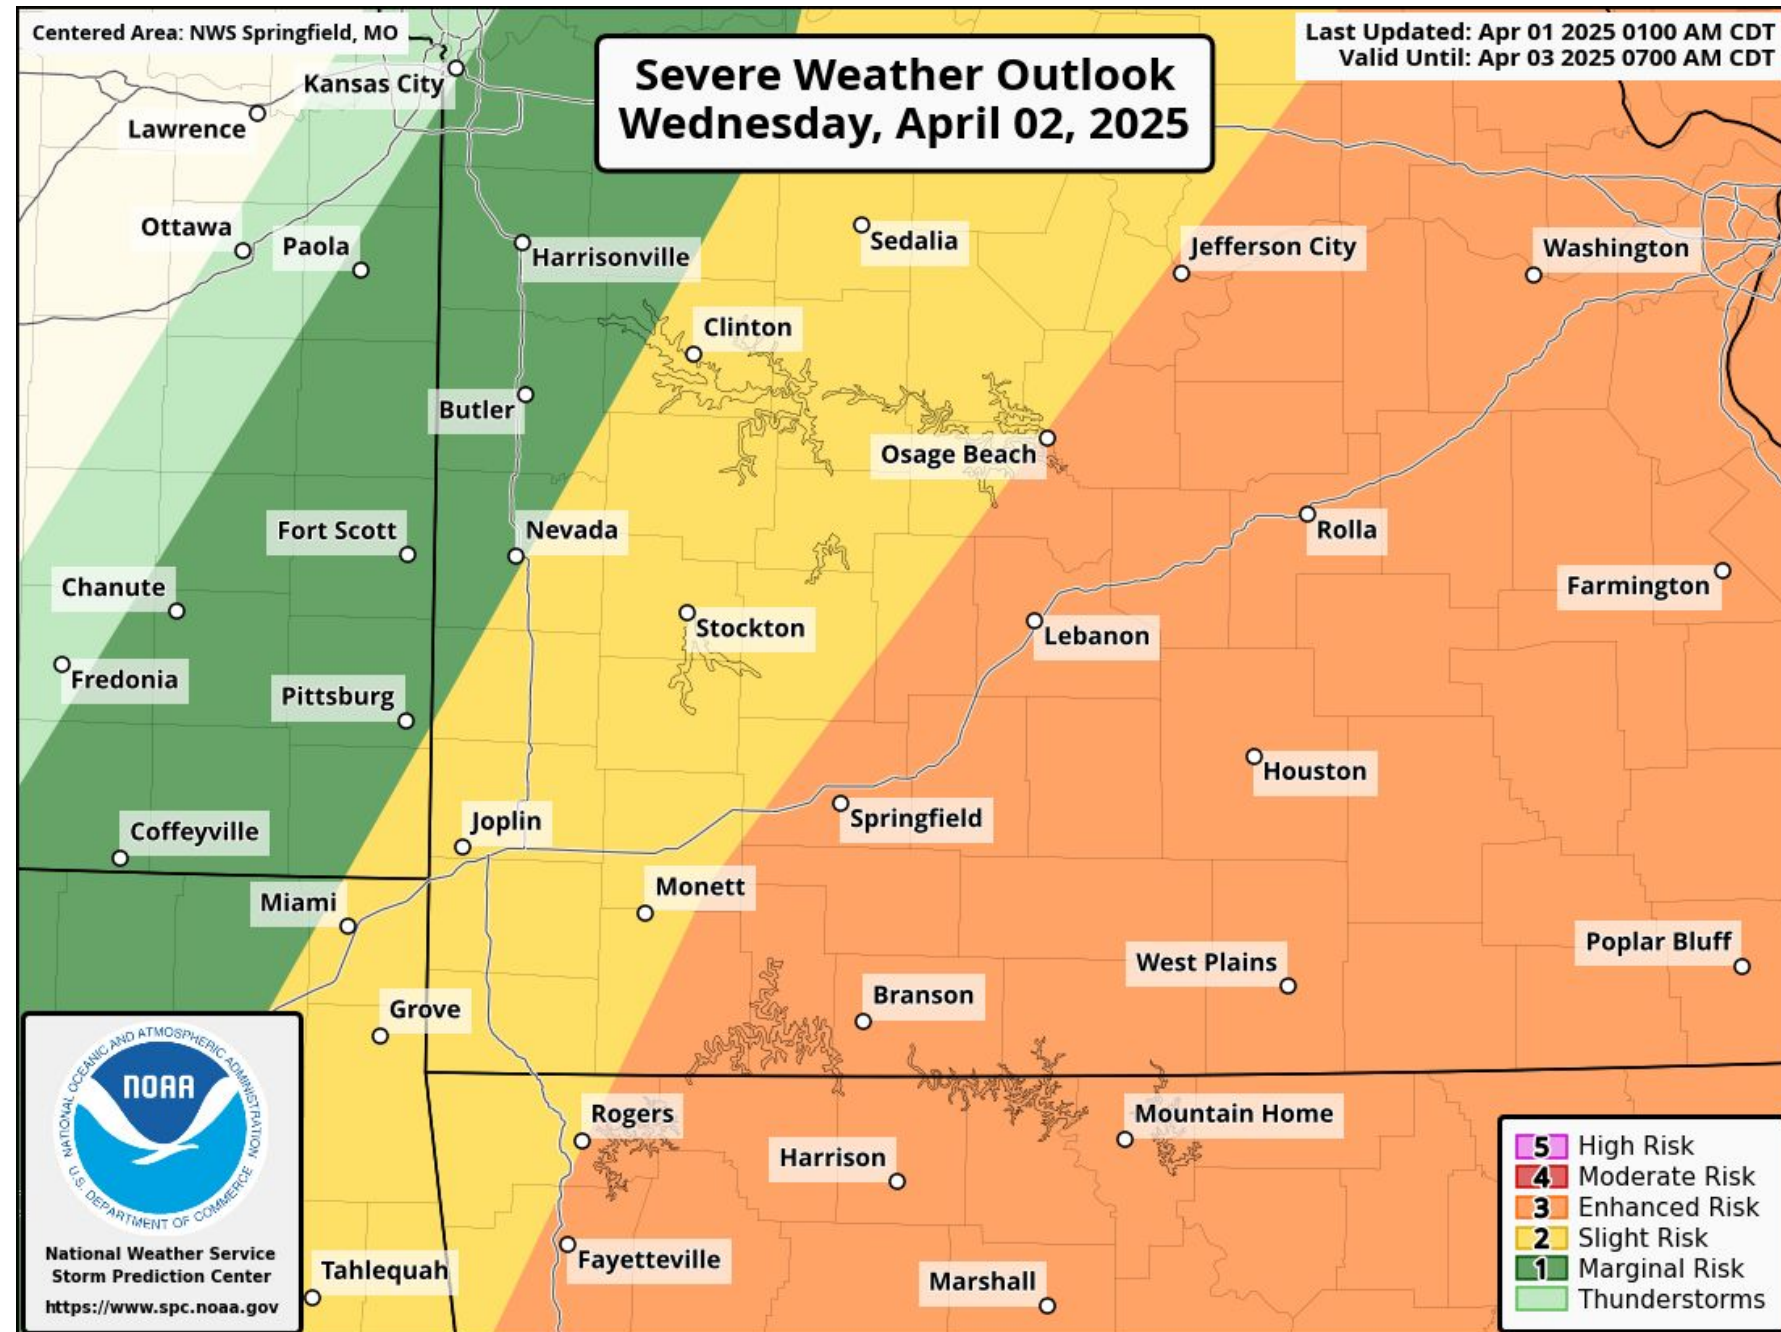 Centered Area: NWS Springfield, MO
Last Updated: Apr 01 2025 0100 AM CDT
Valid Until: Apr 03 2025 0700 AM CDT
Severe Weather Outlook
Wednesday, April 02, 2025
Kansas City
Lawrence
Ottawa
Paola
Harrisonville
Sedalia
Jefferson City
Washington
Clinton
Butler
Osage Beach
Fort Scott
Nevada
Rolla
Chanute
Farmington
Stockton
Lebanon
Fredonia
Pittsburg
Houston
Coffeyville
Joplin
Springfield
Miami
Monett
Poplar Bluff
West Plains
Branson
Grove
Rogers
Mountain Home
Harrison
Fayetteville
Tahlequah
Marshall
NATIONAL OCEANIC AND ATMOSPHERIC ADMINISTRATION
NOAA
U.S. DEPARTMENT OF COMMERCE
National Weather Service
Storm Prediction Center
https://www.spc.noaa.gov
5 High Risk
4 Moderate Risk
3 Enhanced Risk
2 Slight Risk
1 Marginal Risk
Thunderstorms